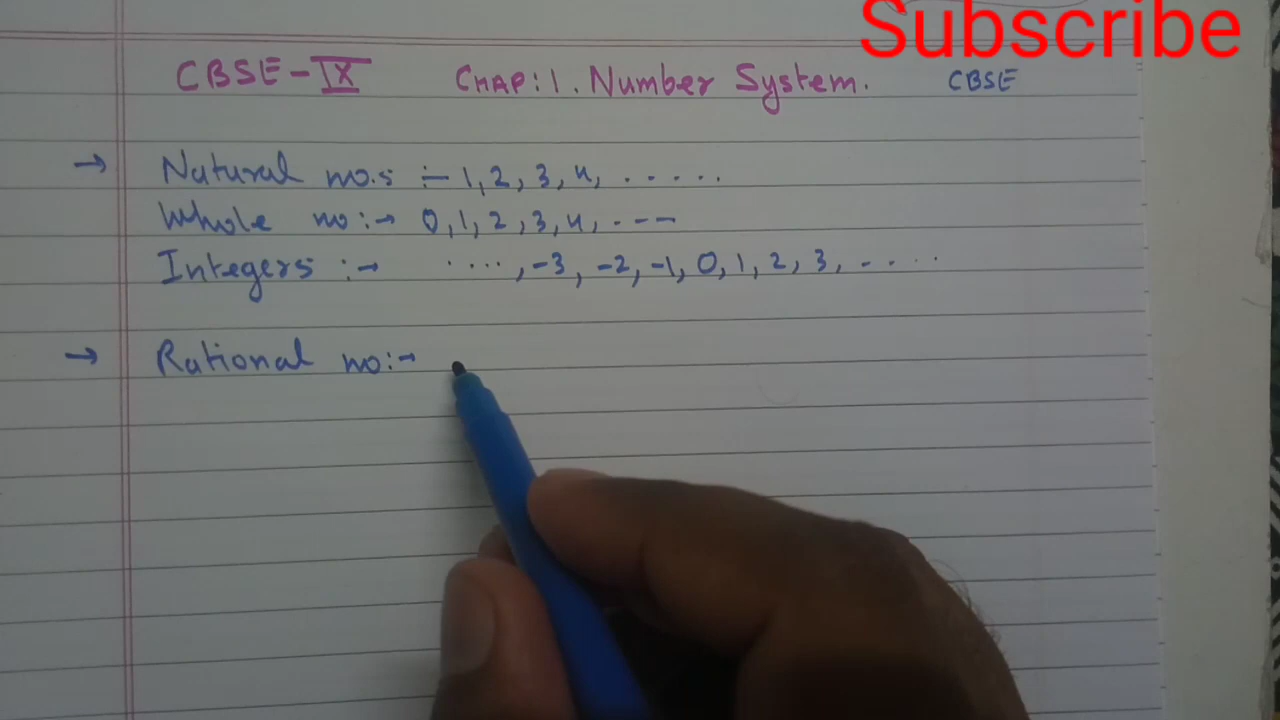 Subscribe
CBSE-IX CHAP:1. Number System. CBSE
→ Natural no.s :- 1, 2, 3, 4, .....
Whole no:→ 0, 1, 2, 3, 4, .---
Integers :→ ...., -3, -2, -1, 0, 1, 2, 3, -....
→ Rational no:→